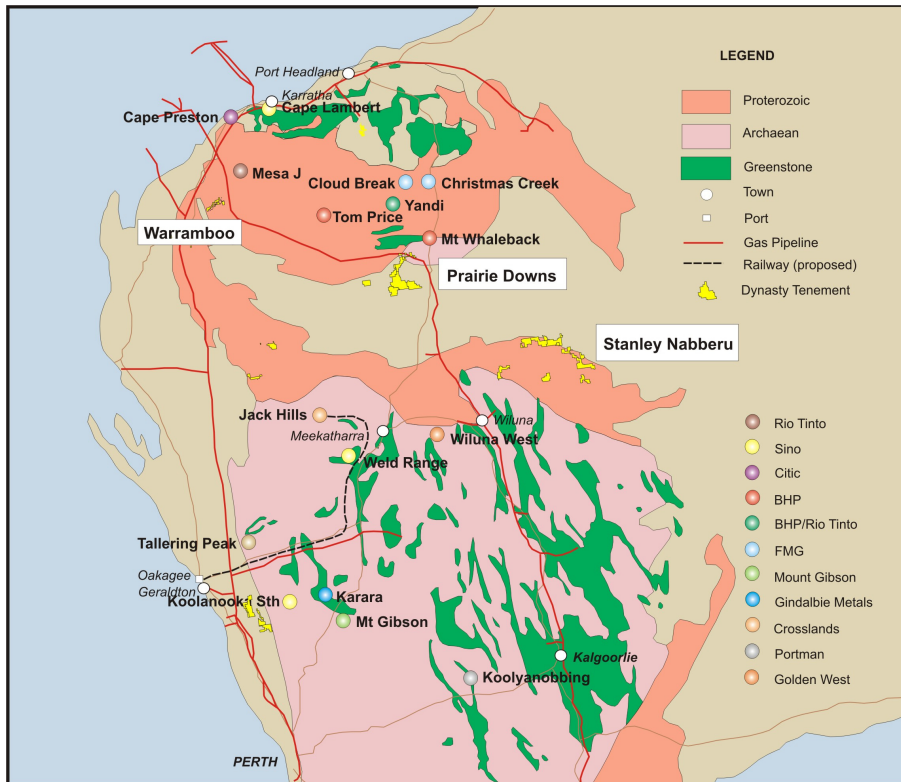 Port Headland
Karratha
Cape Lambert
Cape Preston
Mesa J
Cloud Break
Christmas Creek
Yandi
Tom Price
Warramboo
Mt Whaleback
Prairie Downs
Stanley Nabberu
Jack Hills
Meekatharra
Wiluna
Wiluna West
Weld Range
Tallering Peak
Oakagee
Geraldton
Koolanooka Sth
Karara
Mt Gibson
Kalgoorlie
Koolyanobbing
PERTH
LEGEND
Proterozoic
Archaean
Greenstone
Town
Port
Gas Pipeline
Railway (proposed)
Dynasty Tenement
Rio Tinto
Sino
Citic
BHP
BHP/Rio Tinto
FMG
Mount Gibson
Gindalbie Metals
Crosslands
Portman
Golden West